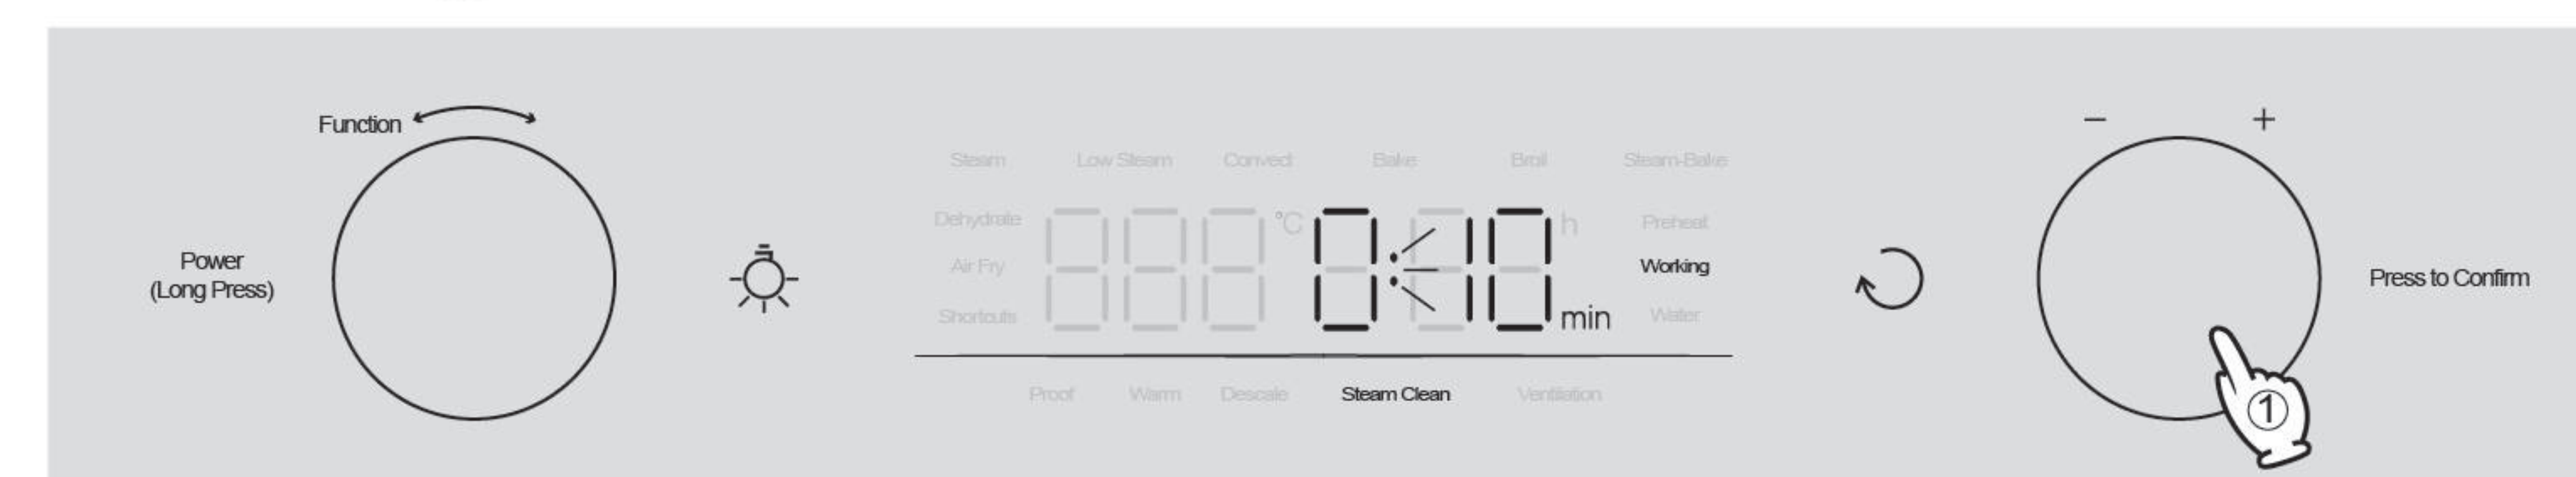 Function
− +
Steam Low Steam Convect Bake Broil Steam-Bake
Dehydrate 888 °C 0:10 h Preheat
Power
(Long Press)
Air Fry Working
Press to Confirm
Shortcuts min Water
Proof Warm Descale Steam Clean Ventilation
①